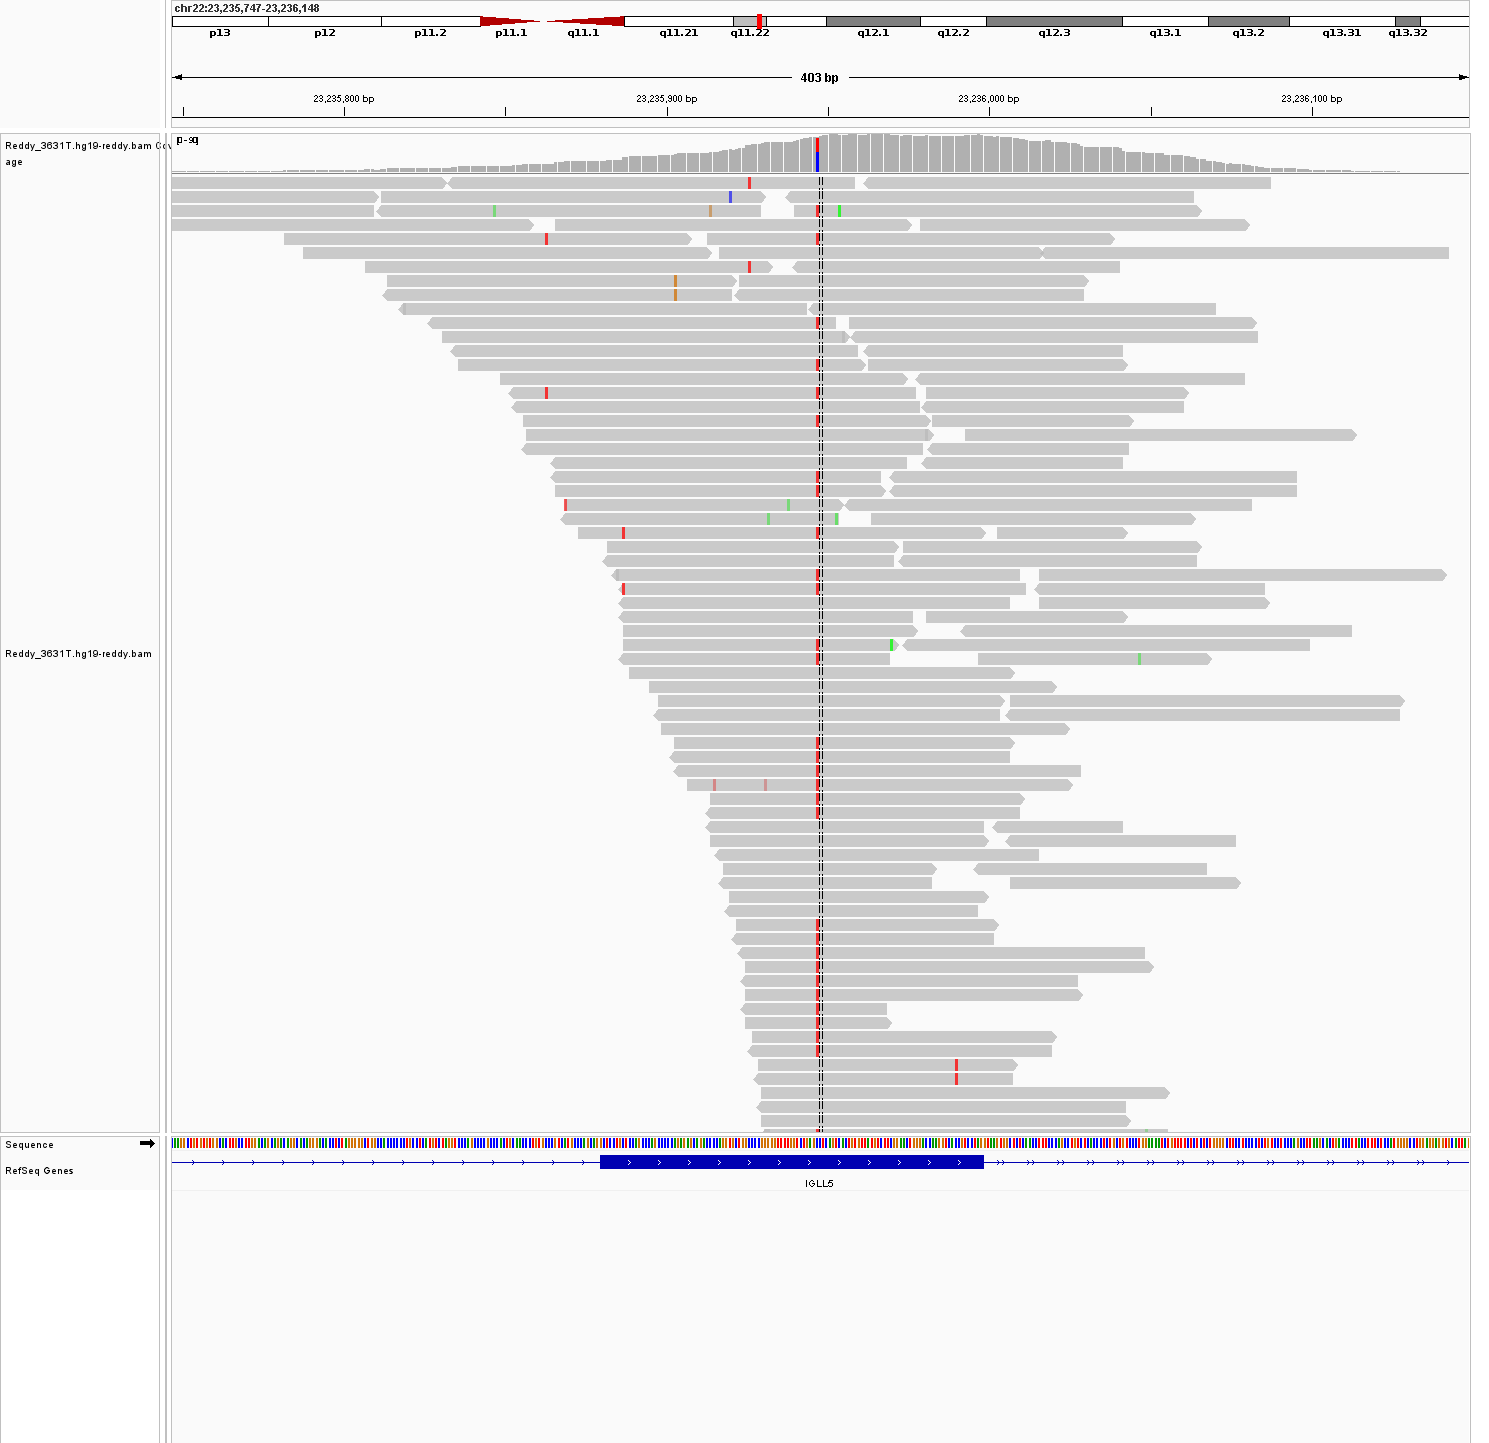 chr22:23,235,747-23,236,148
p13 p12 p11.2 p11.1 q11.1 q11.21 q11.22 q12.1 q12.2 q12.3 q13.1 q13.2 q13.31 q13.32
403 bp
23,235,800 bp 23,235,900 bp 23,236,000 bp 23,236,100 bp
Reddy_3631T.hg19-reddy.bam Cov
age
Reddy_3631T.hg19-reddy.bam
Sequence
RefSeq Genes
IGLL5